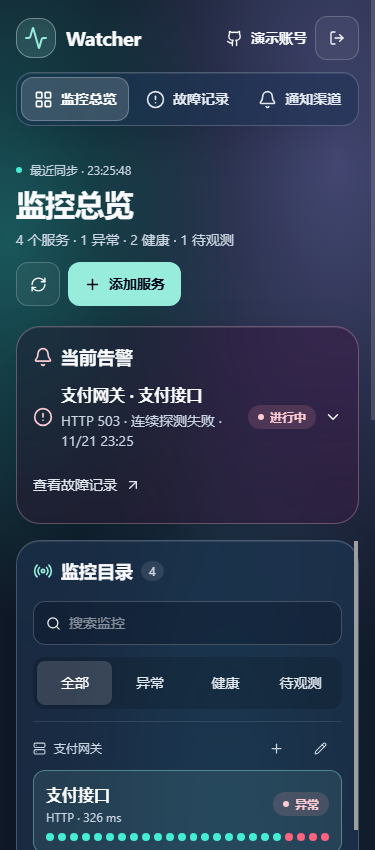 Watcher
演示账号
监控总览
故障记录
通知渠道
最近同步 · 23:25:48
监控总览
4 个服务 · 1 异常 · 2 健康 · 1 待观测
添加服务
当前告警
支付网关 · 支付接口
HTTP 503 · 连续探测失败 ·
11/21 23:25
进行中
查看故障记录
监控目录 4
搜索监控
全部
异常
健康
待观测
支付网关
支付接口
HTTP · 326 ms
异常